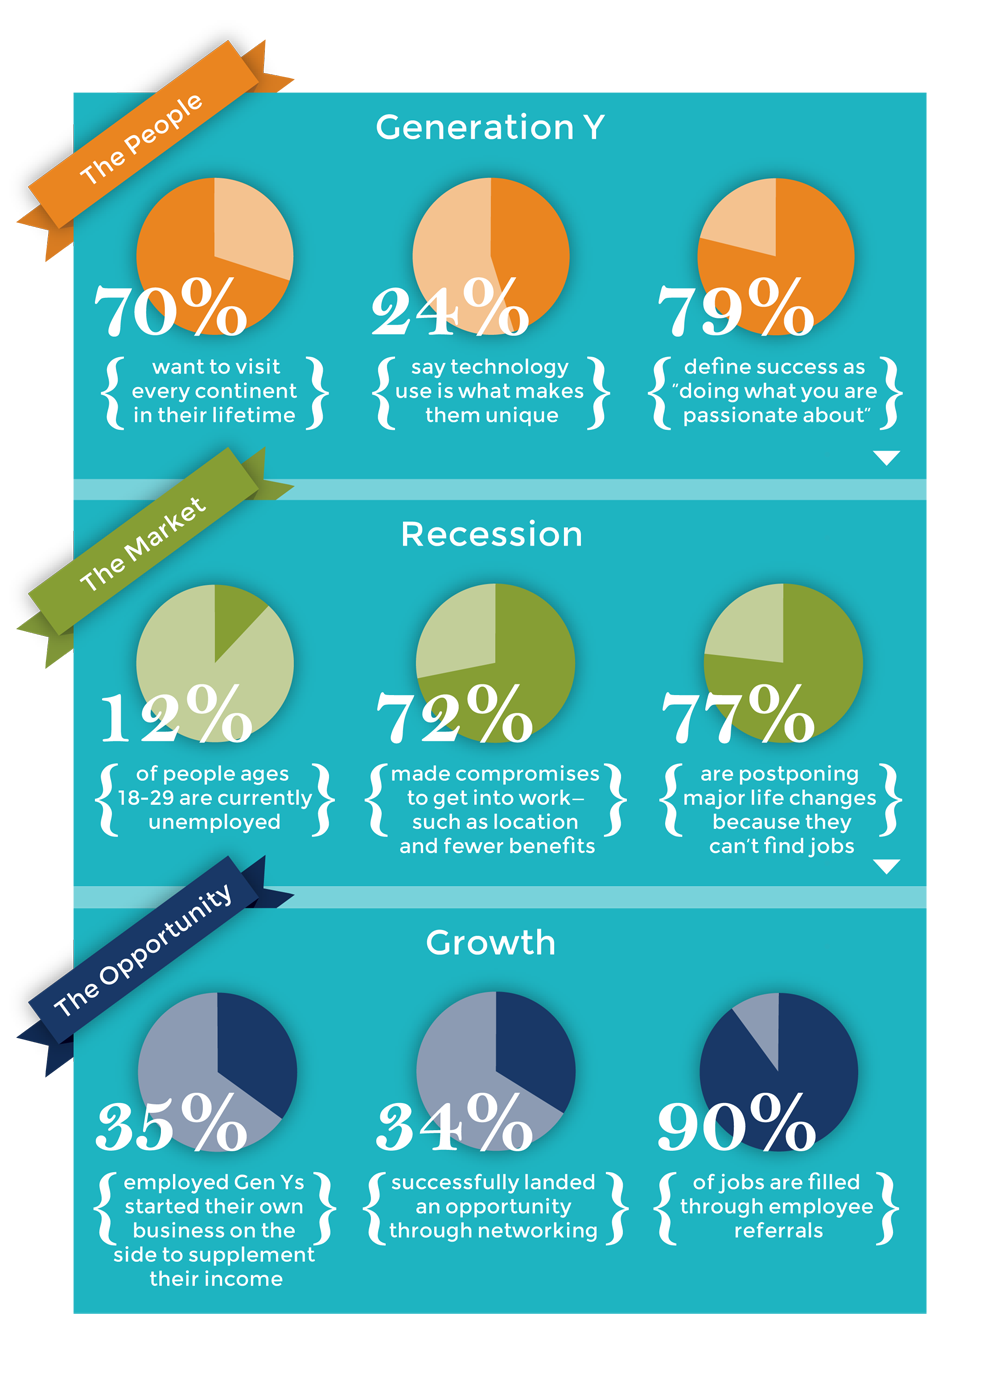 The People
Generation Y
70%
want to visit
every continent
in their lifetime
24%
say technology
use is what makes
them unique
79%
define success as
"doing what you are
passionate about"
The Market
Recession
12%
of people ages
18-29 are currently
unemployed
72%
made compromises
to get into work–
such as location
and fewer benefits
77%
are postponing
major life changes
because they
can't find jobs
The Opportunity
Growth
35%
employed Gen Ys
started their own
business on the
side to supplement
their income
34%
successfully landed
an opportunity
through networking
90%
of jobs are filled
through employee
referrals